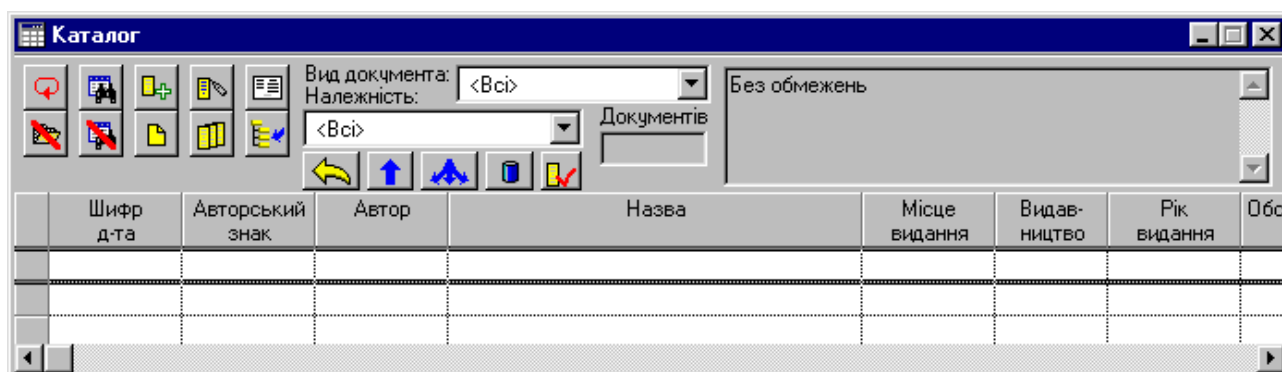 Каталог
Вид документа: <Всі>
Належність:
<Всі>
Документів
Без обмежень
Шифр д-та
Авторський знак
Автор
Назва
Місце видання
Видав-
ництво
Рік видання
Обс